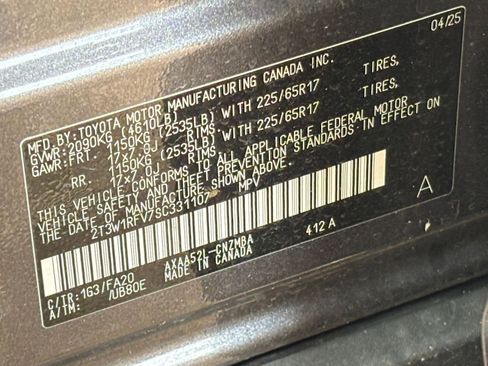 04/25
MFD.BY:TOYOTA MOTOR MANUFACTURING CANADA INC.
GVWR:2090KG (4610LB)
GAWR:FRT. 1150KG (2535LB) WITH 225/65R17 TIRES,
17X7.0J RIMS
RR. 1150KG (2535LB) WITH 225/65R17 TIRES,
17X7.0J RIMS
THIS VEHICLE CONFORMS TO ALL APPLICABLE FEDERAL MOTOR
VEHICLE SAFETY AND THEFT PREVENTION STANDARDS IN EFFECT ON
THE DATE OF MANUFACTURE SHOWN ABOVE.
2T3W1RFV7SC331107 MPV
A
C/TR:1G3/FA20 AXAA52L-CNZMBA 412A
A/TM: /UB80E MADE IN CANADA